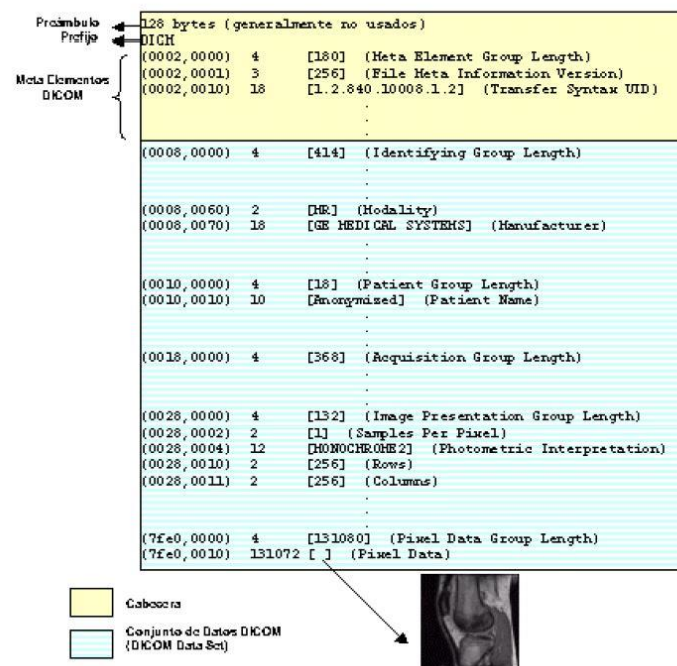 Preámbulo
128 bytes (generalmente no usados)
Prefijo
DICM
Meta Elementos
DICOM
(0002,0000) 4 [180] (Meta Element Group Length)
(0002,0001) 3 [256] (File Meta Information Version)
(0002,0010) 18 [1.2.840.10008.1.2] (Transfer Syntax UID)
.
.
.
(0008,0000) 4 [414] (Identifying Group Length)
.
.
.
(0008,0060) 2 [MR] (Modality)
(0008,0070) 18 [GE MEDICAL SYSTEMS] (Manufacturer)
.
.
.
(0010,0000) 4 [18] (Patient Group Length)
(0010,0010) 10 [Anonymized] (Patient Name)
.
.
.
(0018,0000) 4 [368] (Acquisition Group Length)
.
.
.
(0028,0000) 4 [132] (Image Presentation Group Length)
(0028,0002) 2 [1] (Samples Per Pixel)
(0028,0004) 12 [MONOCHROME2] (Photometric Interpretation)
(0028,0010) 2 [256] (Rows)
(0028,0011) 2 [256] (Columns)
.
.
.
(7fe0,0000) 4 [131080] (Pixel Data Group Length)
(7fe0,0010) 131072 [ ] (Pixel Data)
Cabecera
Conjunto de Datos DICOM
(DICOM Data Set)